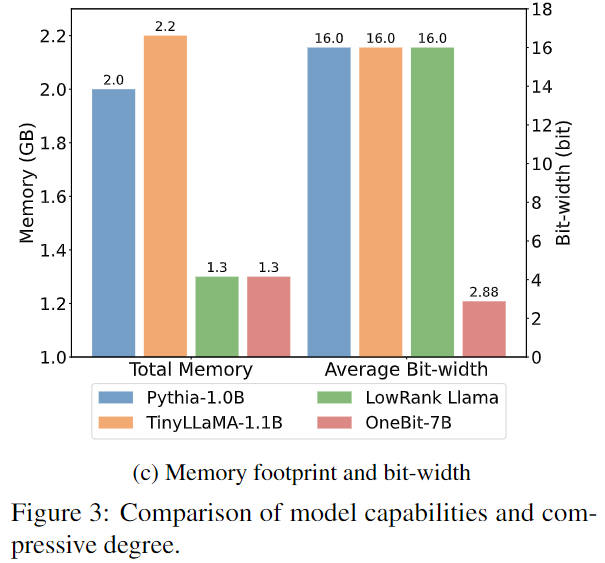 18
2.2
2.2
16.0
16.0
16.0
16
2.0
2.0
14
1.8
12
Memory (GB)
10
Bit-width (bit)
1.6
8
6
1.4
1.3
1.3
4
2.88
1.2
2
1.0
0
Total Memory
Average Bit-width
Pythia-1.0B
LowRank Llama
TinyLLaMA-1.1B
OneBit-7B
(c) Memory footprint and bit-width
Figure 3: Comparison of model capabilities and com-
pressive degree.